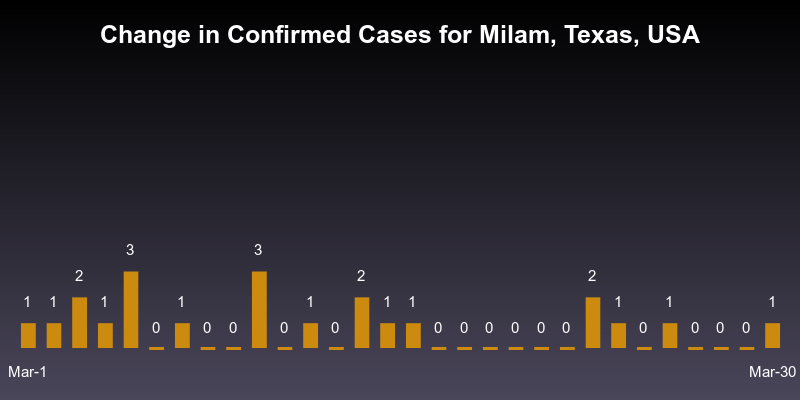 Change in Confirmed Cases for Milam, Texas, USA
1 1 2 1 3 0 1 0 0 3 0 1 0 2 1 1 0 0 0 0 0 0 2 1 0 1 0 0 0 1
Mar-1 Mar-30